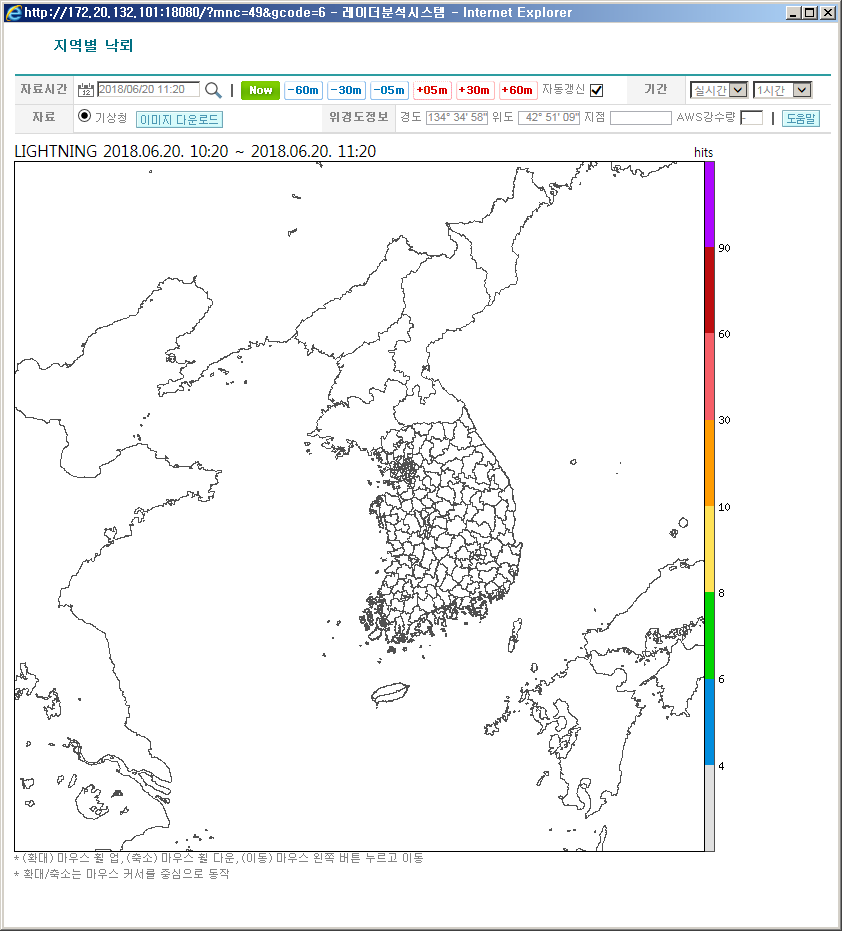 http://172.20.132.101:18080/?mnc=49&gcode=6 - 레이더분석시스템 - Internet Explorer
지역별 낙뢰
자료시간 2018/06/20 11:20 | Now -60m -30m -05m +05m +30m +60m 자동갱신 기간 실시간 1시간
자료 기상청 이미지 다운로드 위경도정보 경도 134° 34' 58" 위도 42° 51' 09" 지점 AWS강수량 - | 도움말
LIGHTNING 2018.06.20. 10:20 ~ 2018.06.20. 11:20 hits
90
60
30
10
8
6
4
* (확대) 마우스 휠 업, (축소) 마우스 휠 다운, (이동) 마우스 왼쪽 버튼 누르고 이동
* 확대/축소는 마우스 커서를 중심으로 동작